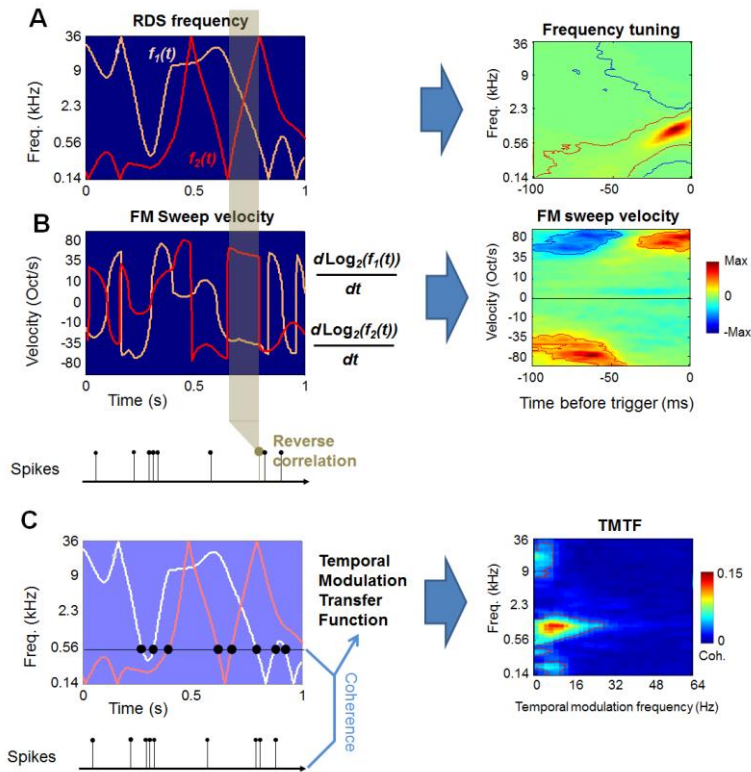 A
RDS frequency
36
9
2.3
0.56
0.14
Freq. (kHz)
f1(t)
f2(t)
0
0.5
1
Frequency tuning
36
9
2.3
0.56
0.14
Freq. (kHz)
-100
-50
0
B
FM Sweep velocity
80
35
10
0
-10
-35
-80
Velocity (Oct/s)
0
0.5
1
Time (s)
dLog2(f1(t))
dt
dLog2(f2(t))
dt
FM sweep velocity
80
35
10
0
-10
-35
-80
Velocity (Oct/s)
-100
-50
0
Time before trigger (ms)
Max
0
-Max
Reverse
correlation
Spikes
C
36
9
2.3
0.56
0.14
Freq. (kHz)
0
0.5
1
Time (s)
Temporal
Modulation
Transfer
Function
Coherence
Spikes
TMTF
36
9
2.3
0.56
0.14
Freq. (kHz)
0
16
32
48
64
Temporal modulation frequency (Hz)
0.15
0
Coh.